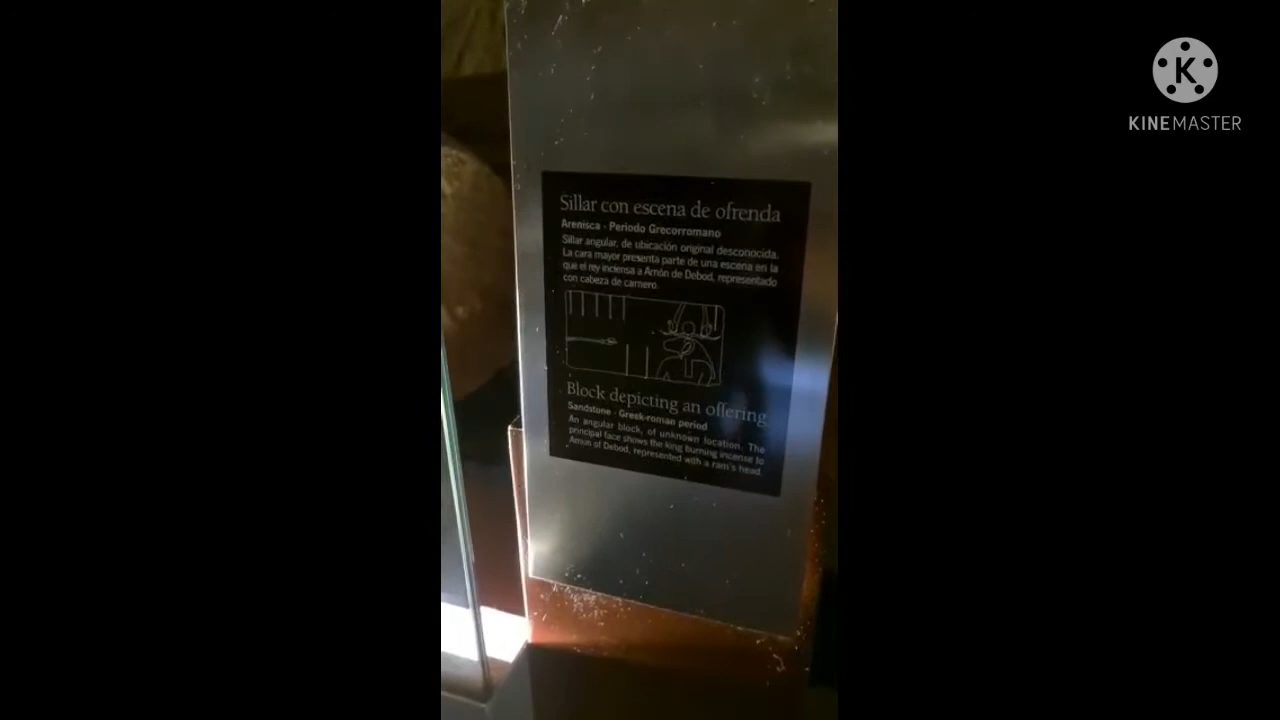 Sillar con escena de ofrenda
Arenisca - Periodo Grecorromano
Sillar angular, de ubicación original desconocida.
La cara mayor presenta parte de una escena en la
que el rey inciensa a Amón de Debod, representado
con cabeza de carnero.
Block depicting an offering
Sandstone - Greek-roman period
An angular block, of unknown location. The
principal face shows the king burning incense to
Amun of Debod, represented with a ram's head.
K
KINEMASTER